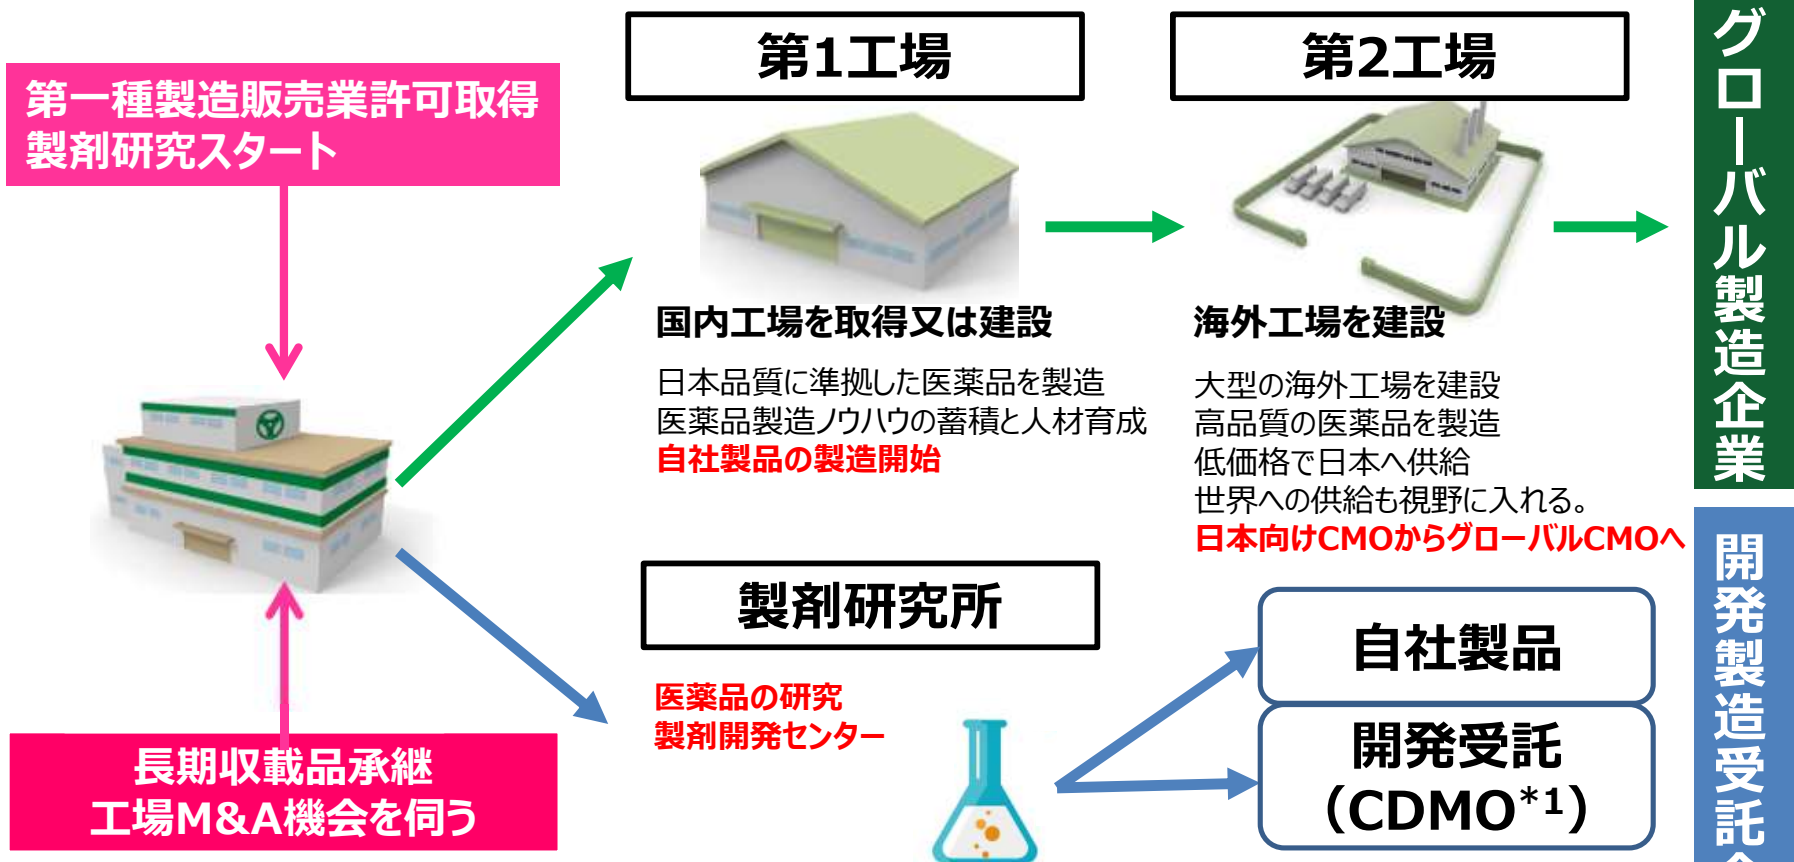 第一種製造販売業許可取得
製剤研究スタート
第1工場
第2工場
国内工場を取得又は建設
日本品質に準拠した医薬品を製造
医薬品製造ノウハウの蓄積と人材育成
自社製品の製造開始
海外工場を建設
大型の海外工場を建設
高品質の医薬品を製造
低価格で日本へ供給
世界への供給も視野に入れる。
日本向けCMOからグローバルCMOへ
グローバル製造企業
製剤研究所
医薬品の研究
製剤開発センター
自社製品
開発受託
(CDMO*1)
開発製造受託
長期収載品承継
工場M&A機会を伺う